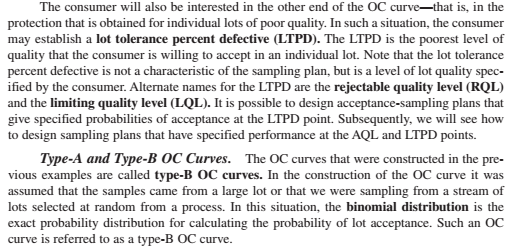 The consumer will also be interested in the other end of the OC curve—that is, in the
protection that is obtained for individual lots of poor quality. In such a situation, the consumer
may establish a lot tolerance percent defective (LTPD). The LTPD is the poorest level of
quality that the consumer is willing to accept in an individual lot. Note that the lot tolerance
percent defective is not a characteristic of the sampling plan, but is a level of lot quality spec-
ified by the consumer. Alternate names for the LTPD are the rejectable quality level (RQL)
and the limiting quality level (LQL). It is possible to design acceptance-sampling plans that
give specified probabilities of acceptance at the LTPD point. Subsequently, we will see how
to design sampling plans that have specified performance at the AQL and LTPD points.
Type-A and Type-B OC Curves. The OC curves that were constructed in the pre-
vious examples are called type-B OC curves. In the construction of the OC curve it was
assumed that the samples came from a large lot or that we were sampling from a stream of
lots selected at random from a process. In this situation, the binomial distribution is the
exact probability distribution for calculating the probability of lot acceptance. Such an OC
curve is referred to as a type-B OC curve.